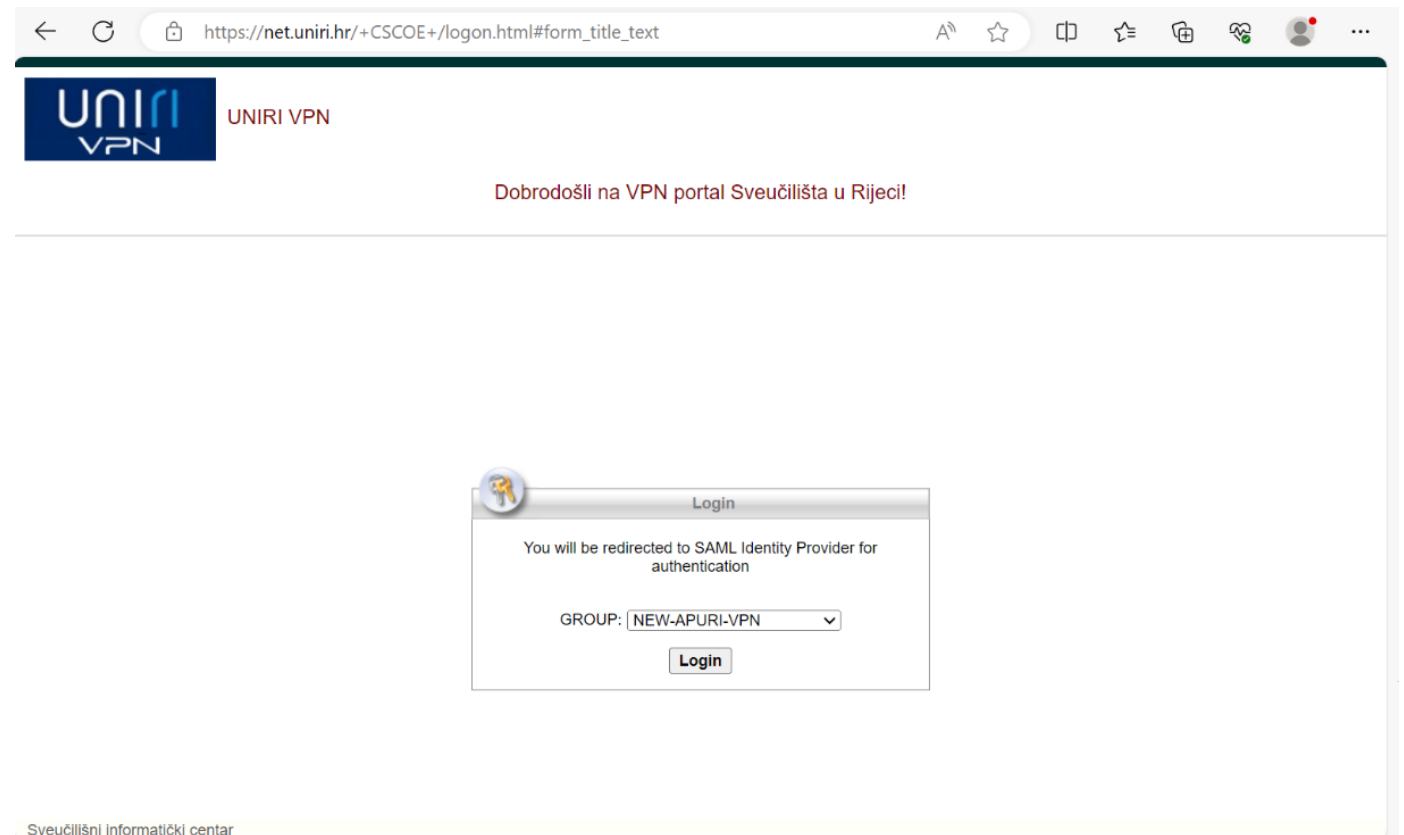 https://net.uniri.hr/+CSCOE+/logon.html#form_title_text
UNIRI
VPN
UNIRI VPN
Dobrodošli na VPN portal Sveučilišta u Rijeci!
Login
You will be redirected to SAML Identity Provider for
authentication
GROUP: NEW-APURI-VPN
Login
Sveučilišni informatički centar